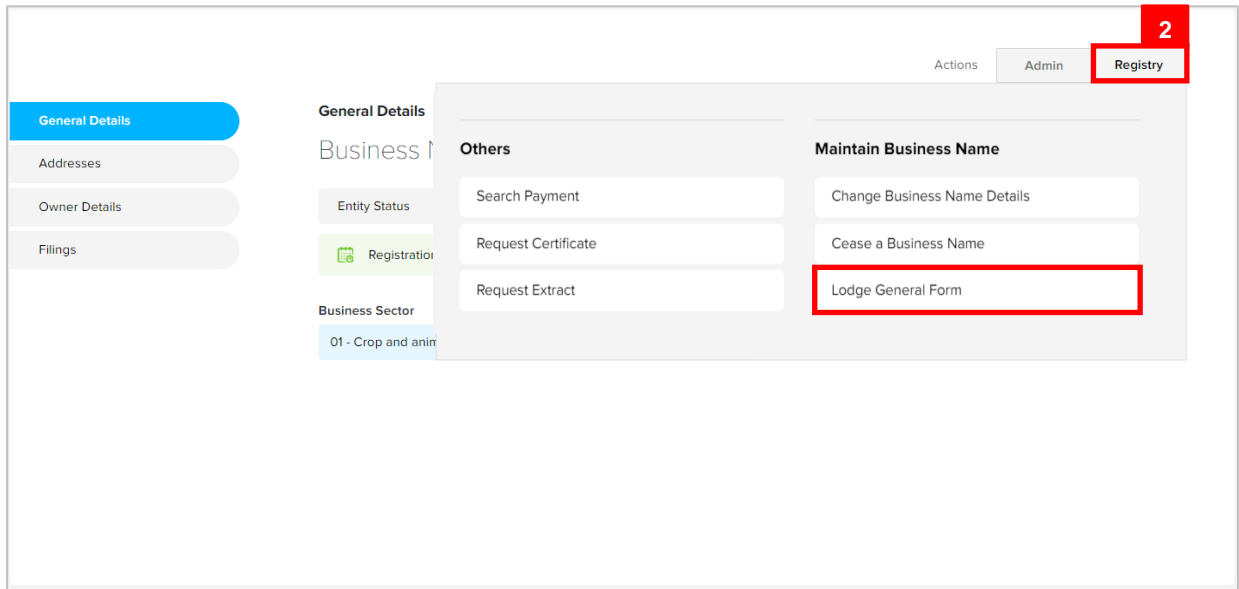 2
Actions
Admin
Registry
General Details
Addresses
Owner Details
Filings
General Details
Business
Entity Status
Registration
Business Sector
01 - Crop and anim
Others
Search Payment
Request Certificate
Request Extract
Maintain Business Name
Change Business Name Details
Cease a Business Name
Lodge General Form